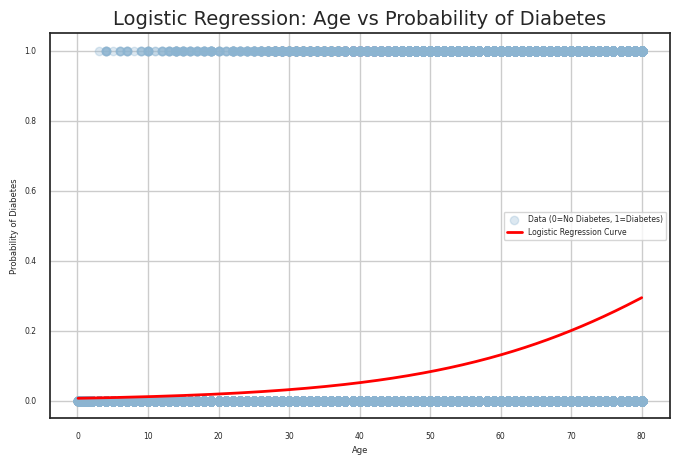 Logistic Regression: Age vs Probability of Diabetes
1.0
0.8
0.6
0.4
0.2
0.0
Probability of Diabetes
Data (0=No Diabetes, 1=Diabetes)
Logistic Regression Curve
0 10 20 30 40 50 60 70 80
Age